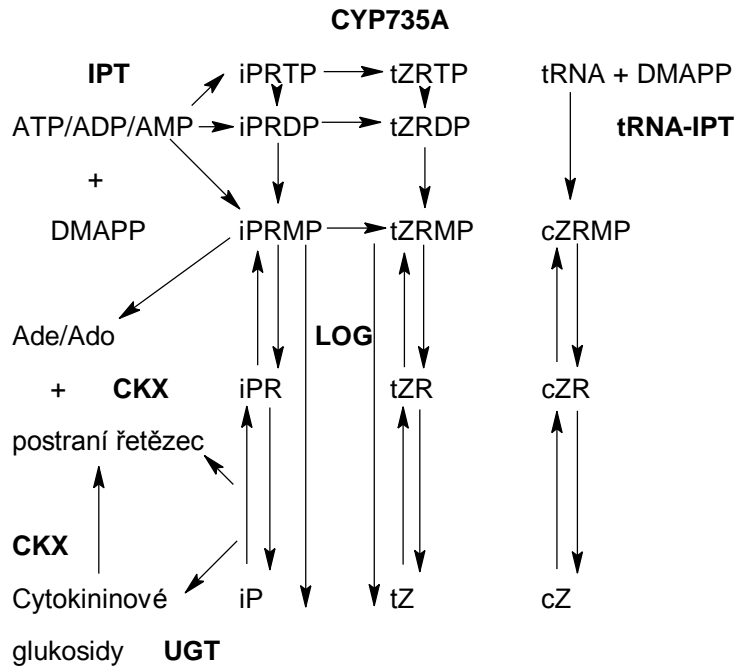 CYP735A
IPT iPRTP tZRTP tRNA + DMAPP
ATP/ADP/AMP iPRDP tZRDP tRNA-IPT
+
DMAPP iPRMP tZRMP cZRMP
Ade/Ado LOG
+ CKX iPR tZR cZR
postraní řetězec
CKX
Cytokininové iP tZ cZ
glukosidy UGT